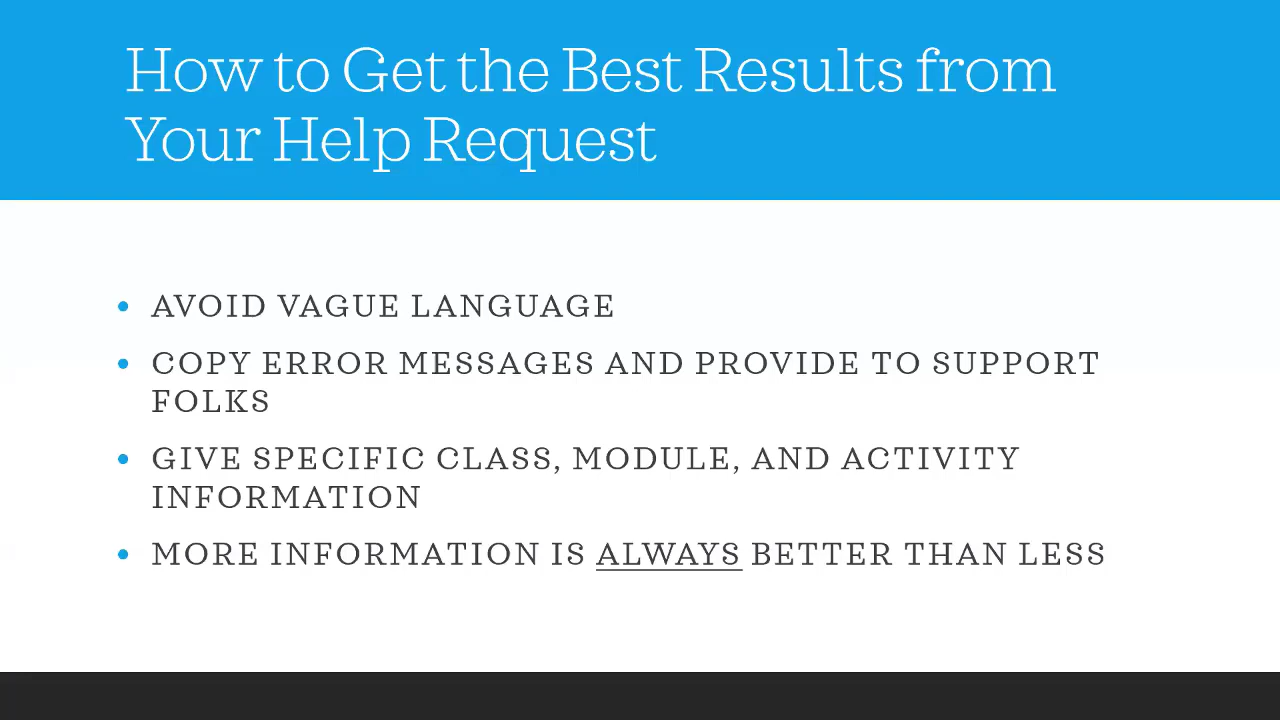 How to Get the Best Results from
Your Help Request
• AVOID VAGUE LANGUAGE
• COPY ERROR MESSAGES AND PROVIDE TO SUPPORT
FOLKS
• GIVE SPECIFIC CLASS, MODULE, AND ACTIVITY
INFORMATION
• MORE INFORMATION IS ALWAYS BETTER THAN LESS